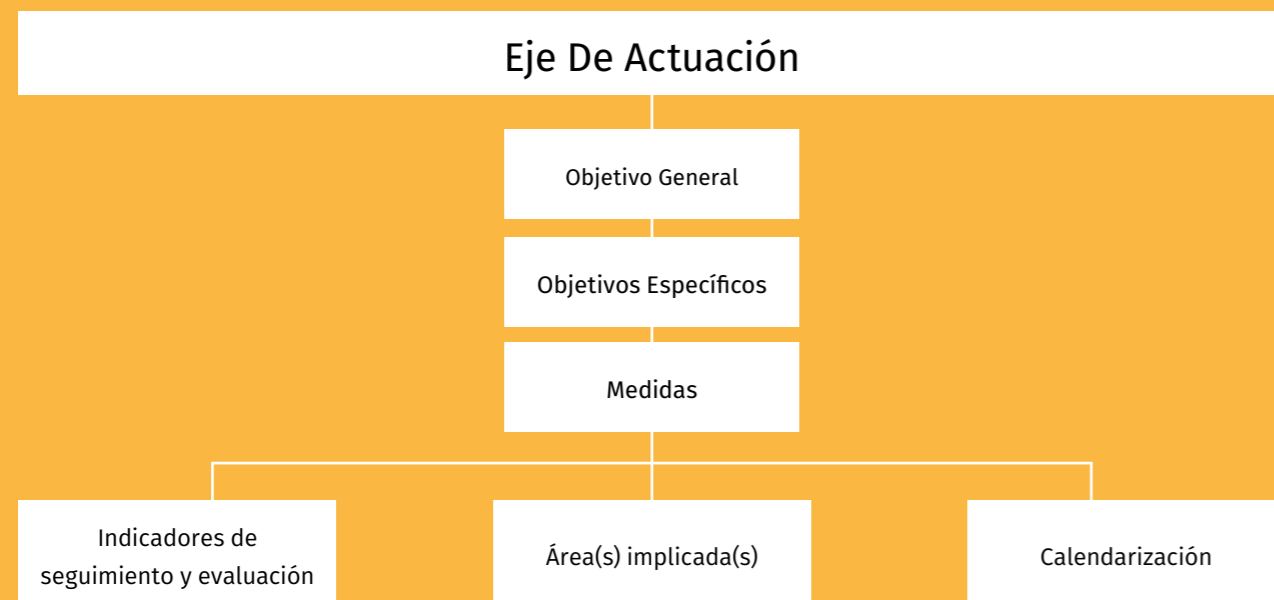 Eje De Actuación
Objetivo General
Objetivos Específicos
Medidas
Indicadores de
seguimiento y evaluación
Área(s) implicada(s)
Calendarización